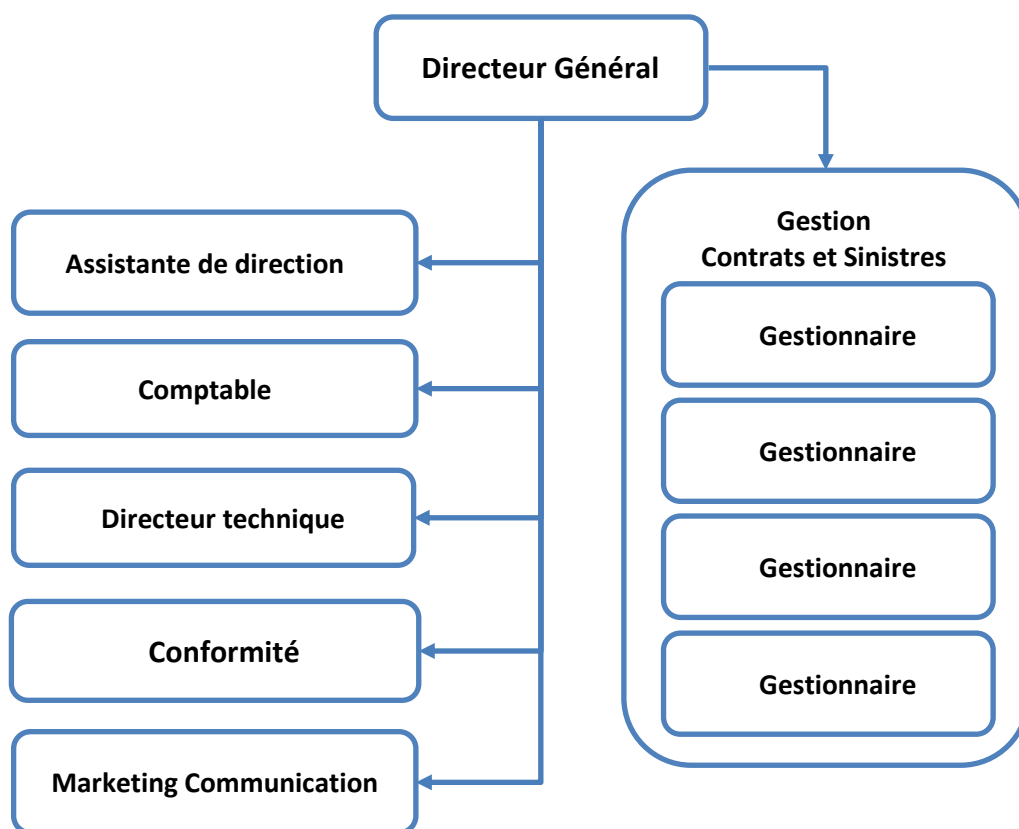 Directeur Général
Assistante de direction
Comptable
Directeur technique
Conformité
Marketing Communication
Gestion
Contrats et Sinistres
Gestionnaire
Gestionnaire
Gestionnaire
Gestionnaire